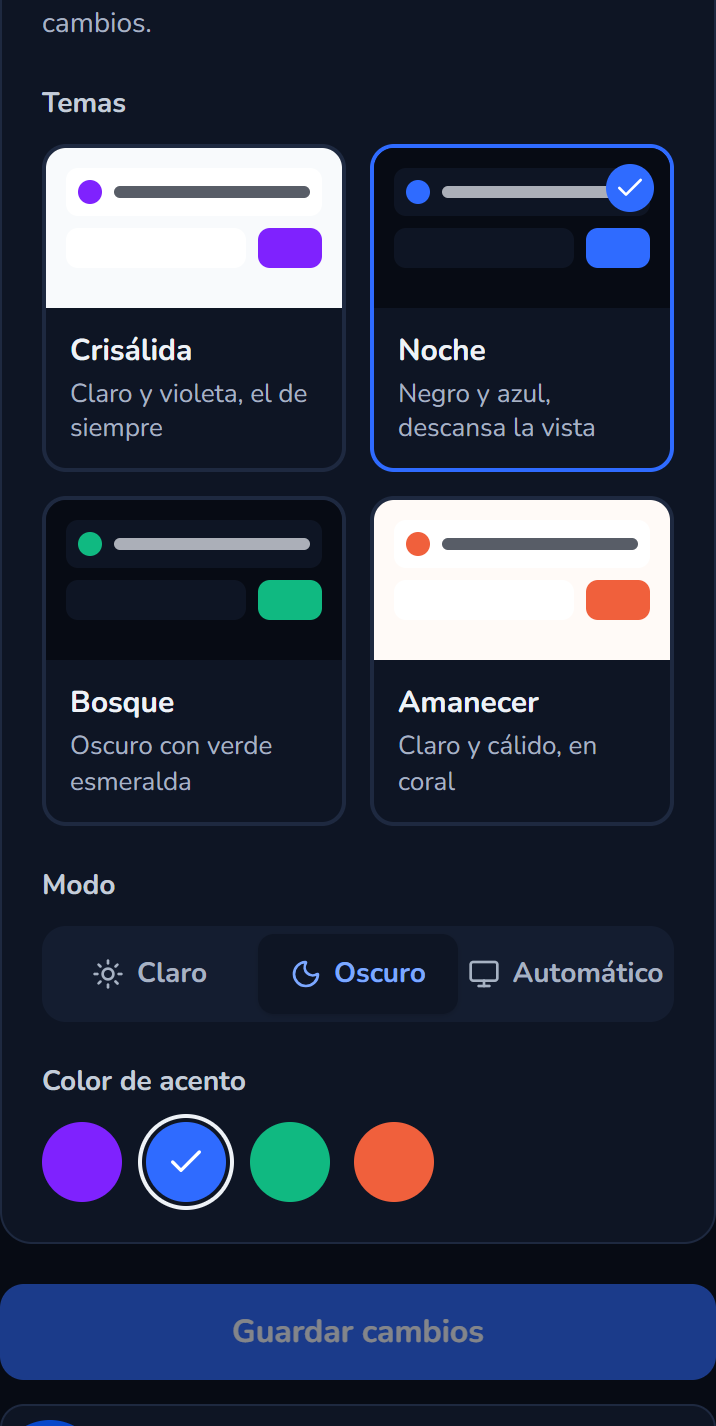 cambios.
Temas
Crisálida
Claro y violeta, el de
siempre
Noche
Negro y azul,
descansa la vista
Bosque
Oscuro con verde
esmeralda
Amanecer
Claro y cálido, en
coral
Modo
Claro
Oscuro
Automático
Color de acento
Guardar cambios